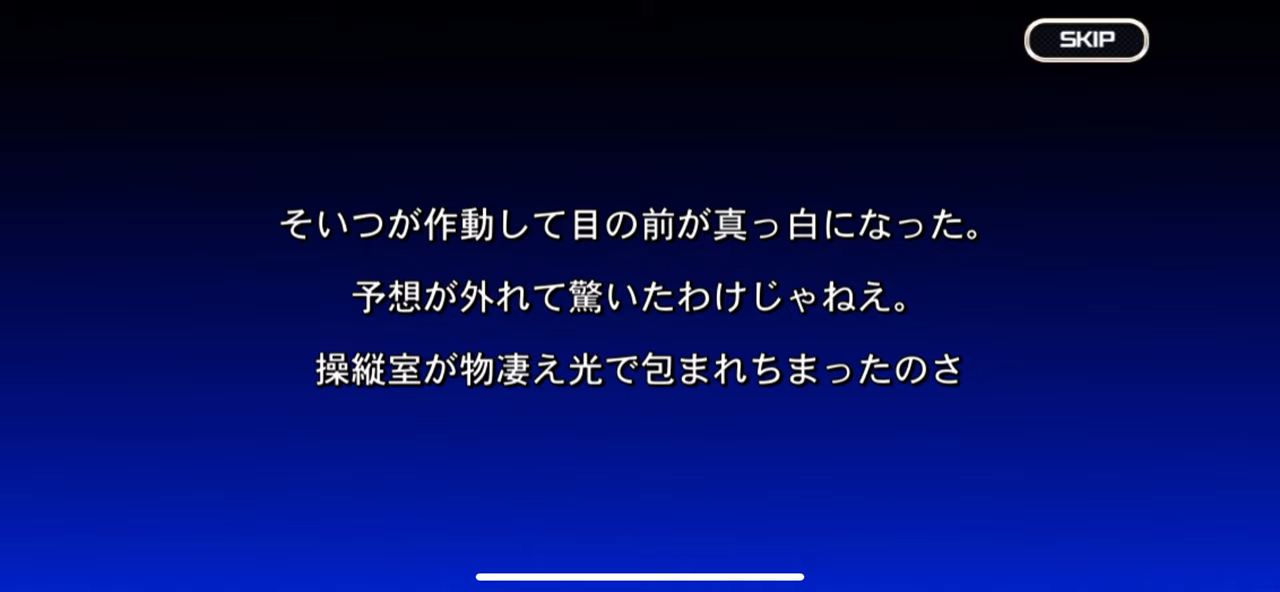 SKIP
そいつが作動して目の前が真っ白になった。
予想が外れて驚いたわけじゃねえ。
操縦室が物凄え光で包まれちまったのさ